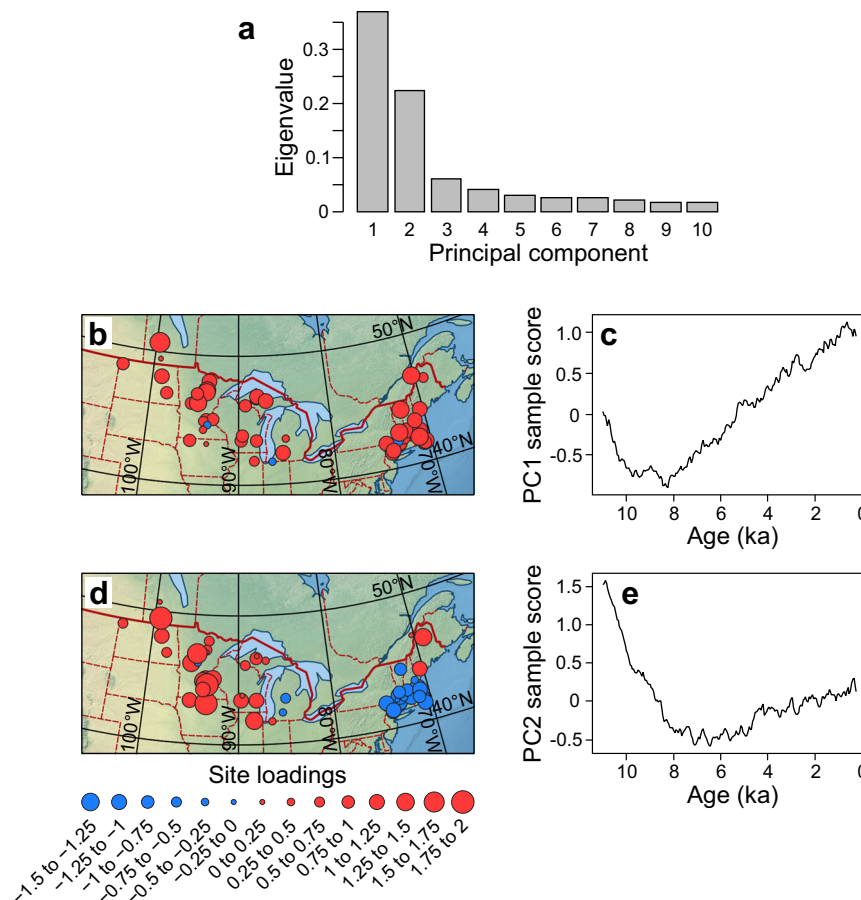 a
Eigenvalue
0.3
0.1
0
1 2 3 4 5 6 7 8 9 10
Principal component
b
50°N
40°N
100°W
90°W
80°W
70°W
c
PC1 sample score
1.0
0.5
0
-0.5
10 8 6 4 2 0
Age (ka)
d
50°N
40°N
100°W
90°W
80°W
70°W
e
PC2 sample score
1.5
1.0
0.5
0
-0.5
10 8 6 4 2 0
Age (ka)
Site loadings
−1.5 to −1.25
−1.25 to −1
−1 to −0.75
−0.75 to −0.5
−0.5 to −0.25
−0.25 to 0
0 to 0.25
0.25 to 0.5
0.5 to 0.75
0.75 to 1
1 to 1.25
1.25 to 1.5
1.5 to 1.75
1.75 to 2